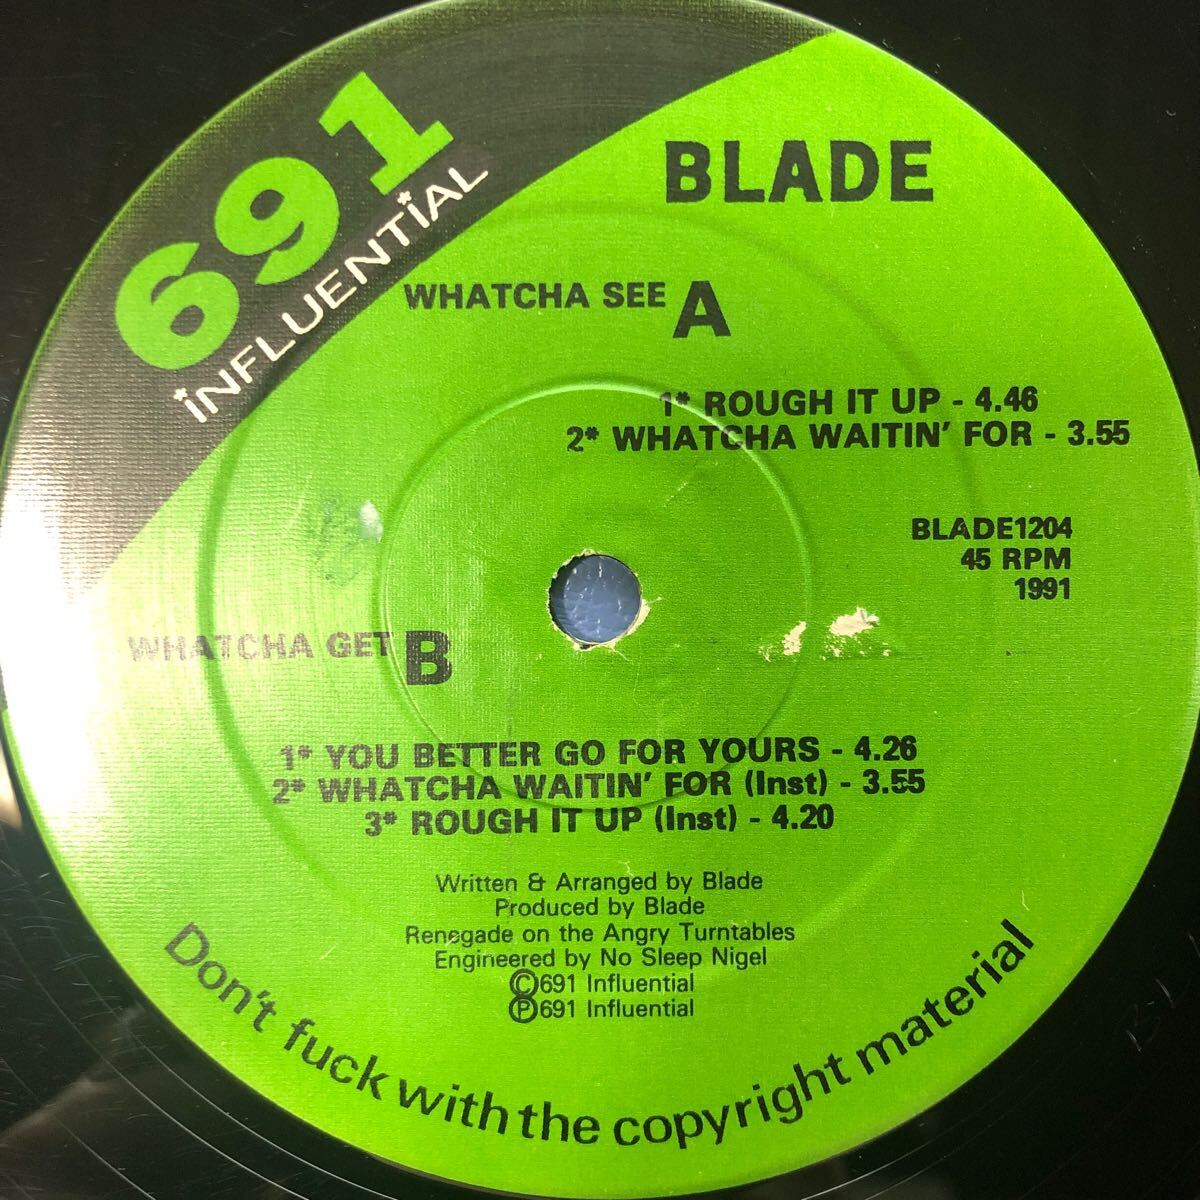 691
INFLUENTIAL
BLADE
WHATCHA SEE A
1* ROUGH IT UP - 4.46
2* WHATCHA WAITIN' FOR - 3.55
BLADE1204
45 RPM
1991
WHATCHA GET B
1* YOU BETTER GO FOR YOURS - 4.26
2* WHATCHA WAITIN' FOR (Inst) - 3.55
3* ROUGH IT UP (Inst) - 4.20
Written & Arranged by Blade
Produced by Blade
Renegade on the Angry Turntables
Engineered by No Sleep Nigel
©691 Influential
℗691 Influential
Don't fuck with the copyright material